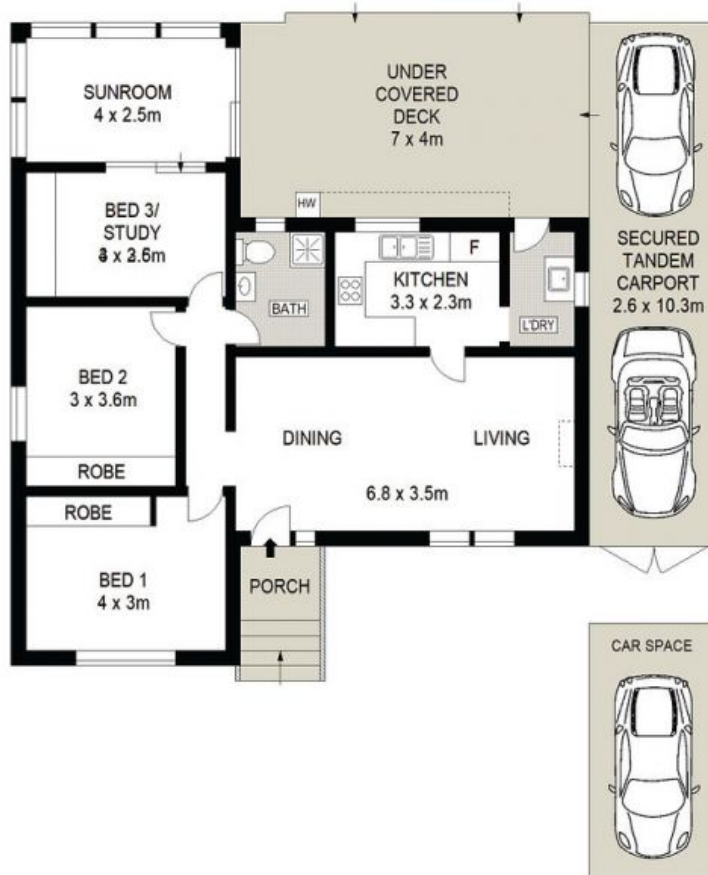 SUNROOM
4 x 2.5m
UNDER
COVERED
DECK
7 x 4m
BED 3/
STUDY
HW
BATH
KITCHEN
3.3 x 2.3m
F
L'DRY
SECURED
TANDEM
CARPORT
2.6 x 10.3m
BED 2
3 x 3.6m
ROBE
DINING
LIVING
6.8 x 3.5m
ROBE
BED 1
4 x 3m
PORCH
CAR SPACE